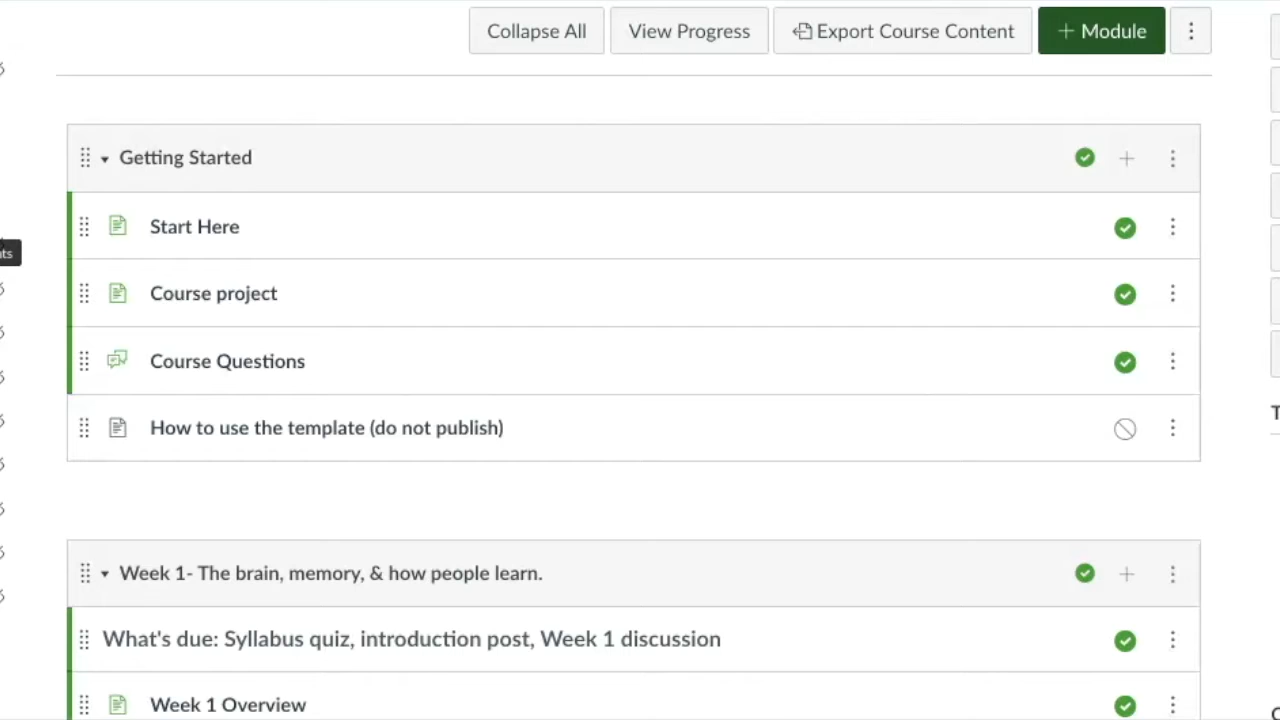 Collapse All
View Progress
Export Course Content
+ Module
Getting Started
Start Here
nts
Course project
Course Questions
How to use the template (do not publish)
Week 1- The brain, memory, & how people learn.
What's due: Syllabus quiz, introduction post, Week 1 discussion
Week 1 Overview